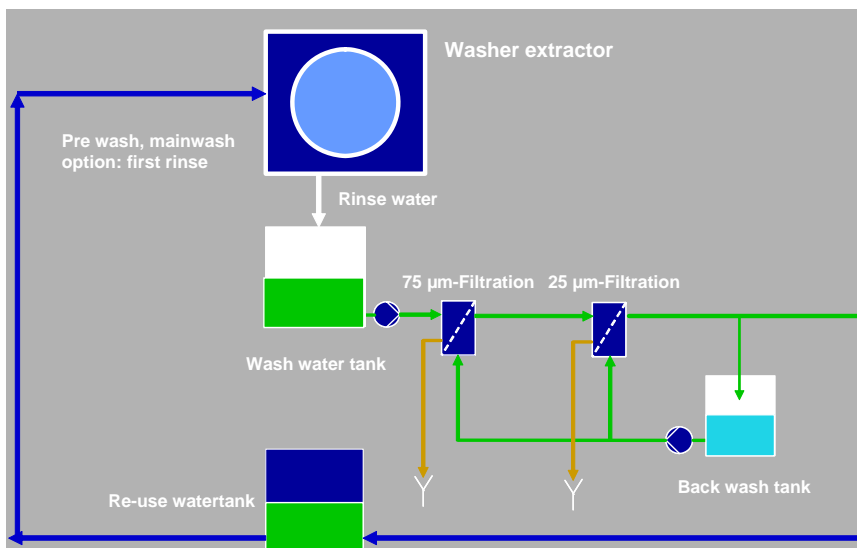 Washer extractor
Pre wash, mainwash
option: first rinse
Rinse water
75 µm-Filtration
25 µm-Filtration
Wash water tank
Back wash tank
Re-use watertank